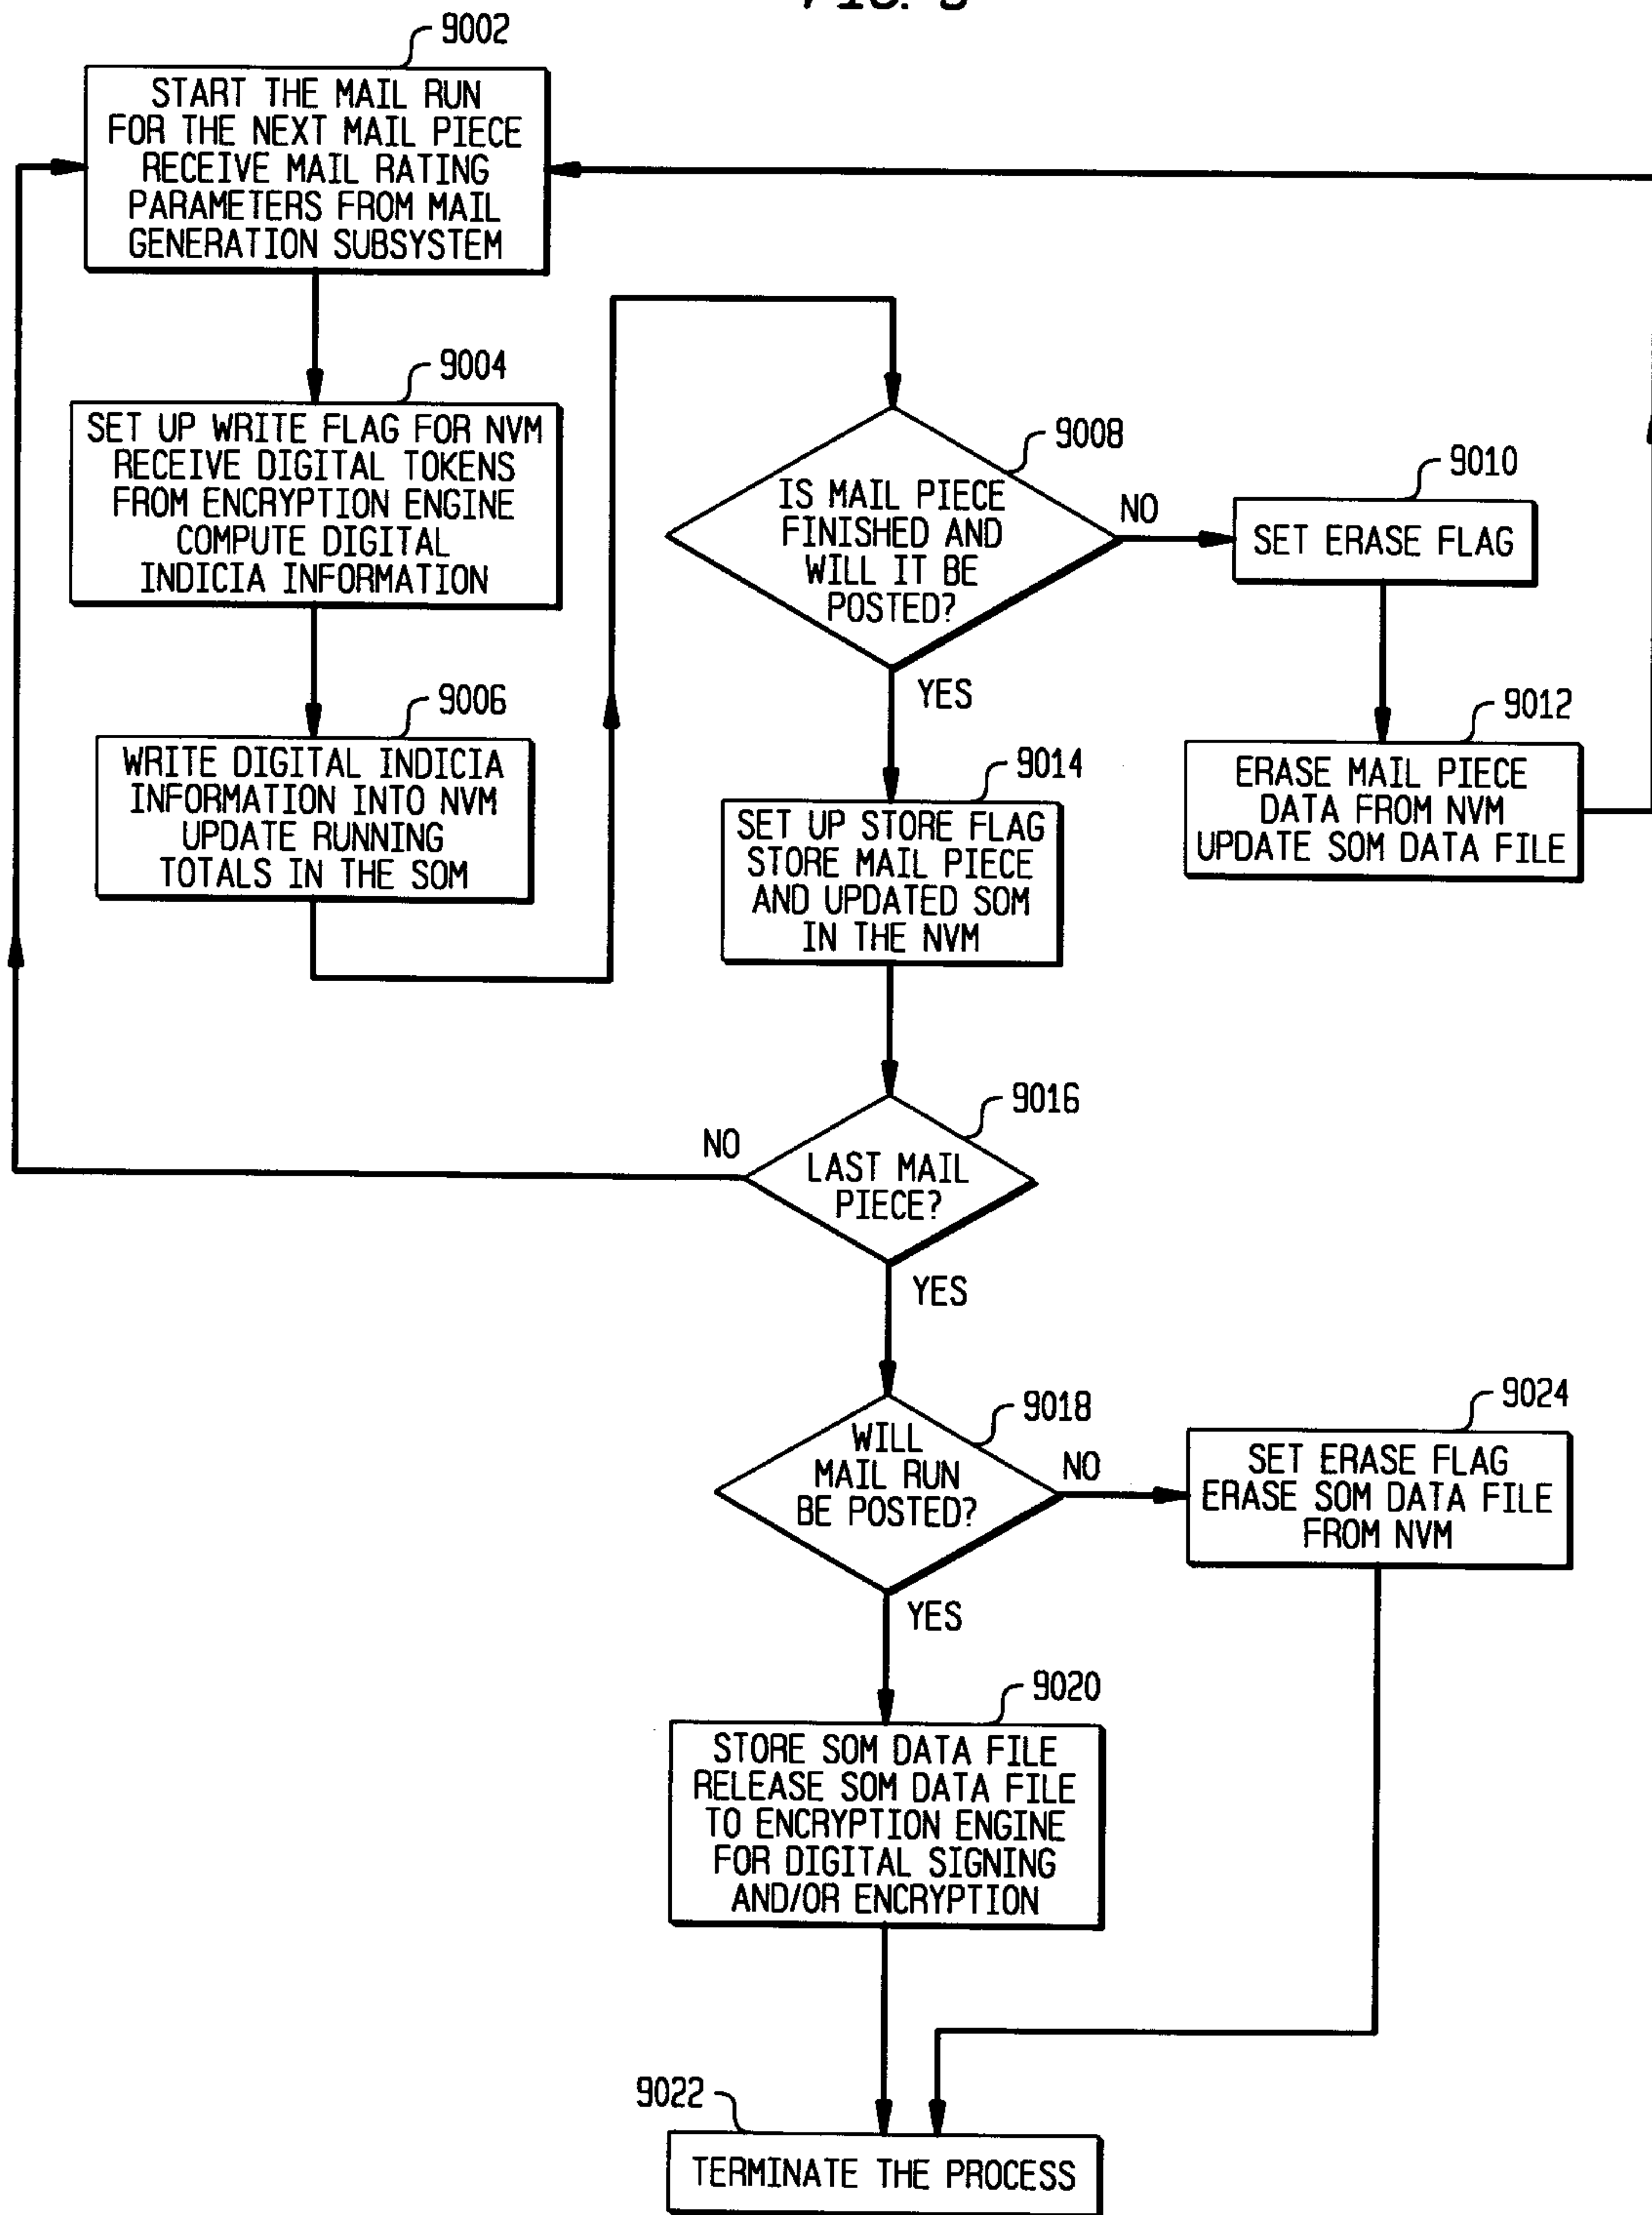 9002
START THE MAIL RUN
FOR THE NEXT MAIL PIECE
RECEIVE MAIL RATING
PARAMETERS FROM MAIL
GENERATION SUBSYSTEM
9004
SET UP WRITE FLAG FOR NVM
RECEIVE DIGITAL TOKENS
FROM ENCRYPTION ENGINE
COMPUTE DIGITAL
INDICIA INFORMATION
9006
WRITE DIGITAL INDICIA
INFORMATION INTO NVM
UPDATE RUNNING
TOTALS IN THE SOM
9008
IS MAIL PIECE
FINISHED AND
WILL IT BE
POSTED?
NO
YES
9010
SET ERASE FLAG
9012
ERASE MAIL PIECE
DATA FROM NVM
UPDATE SOM DATA FILE
9014
SET UP STORE FLAG
STORE MAIL PIECE
AND UPDATED SOM
IN THE NVM
9016
LAST MAIL
PIECE?
NO
YES
9018
WILL
MAIL RUN
BE POSTED?
NO
YES
9024
SET ERASE FLAG
ERASE SOM DATA FILE
FROM NVM
9020
STORE SOM DATA FILE
RELEASE SOM DATA FILE
TO ENCRYPTION ENGINE
FOR DIGITAL SIGNING
AND/OR ENCRYPTION
9022
TERMINATE THE PROCESS